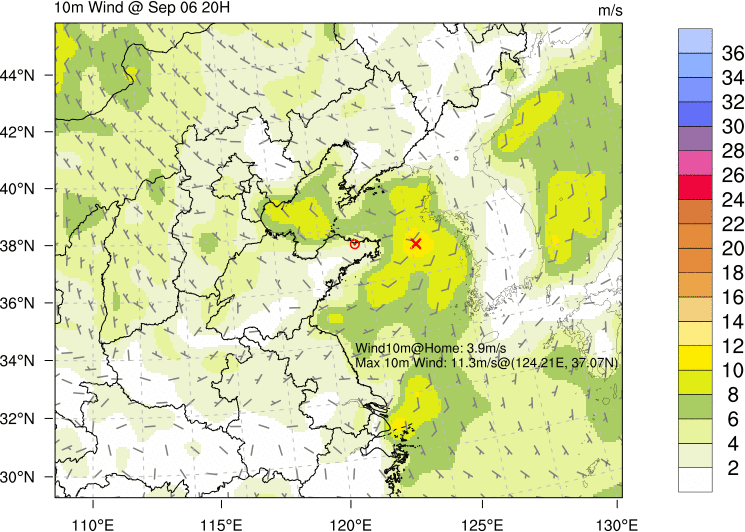 10m Wind @ Sep 06 20H
m/s
44°N
42°N
40°N
38°N
36°N
34°N
32°N
30°N
110°E
115°E
120°E
125°E
130°E
Wind10m@Home: 3.9m/s
Max 10m Wind: 11.3m/s@(124.21E, 37.07N)
36
34
32
30
28
26
24
22
20
18
16
14
12
10
8
6
4
2